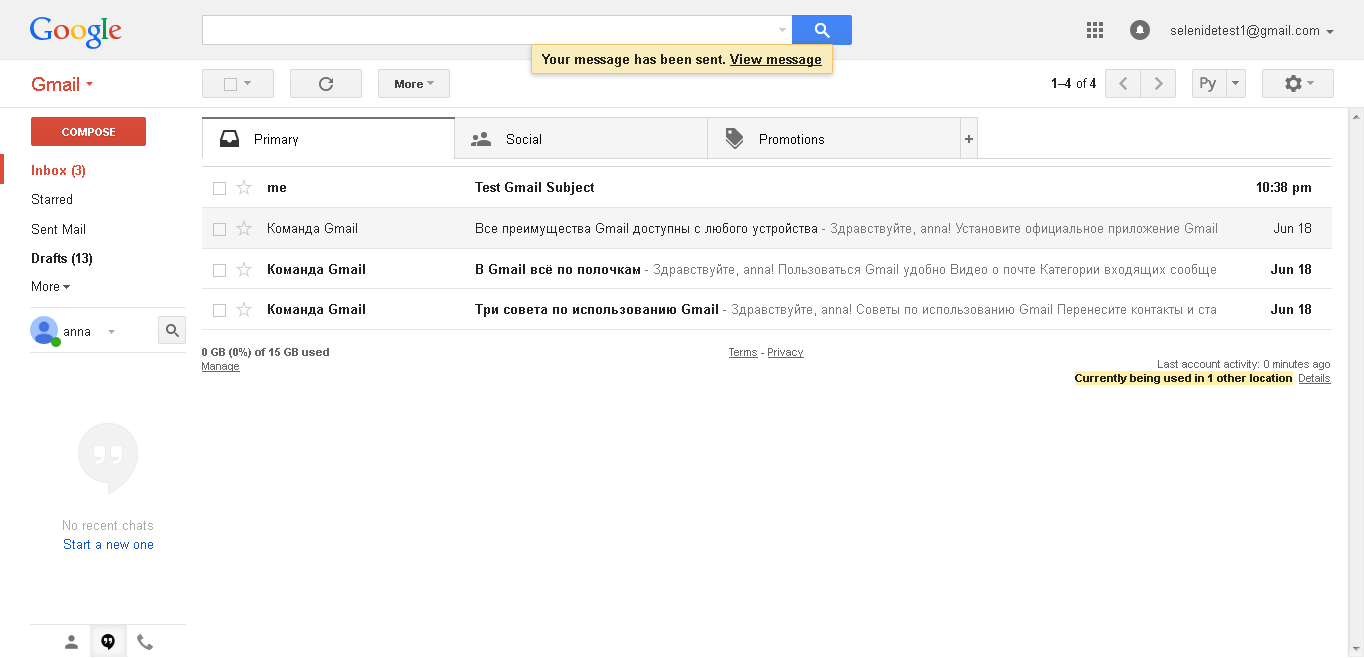 Google
selenidetest1@gmail.com
Your message has been sent. View message
Gmail
More
1–4 of 4
Ру
COMPOSE
Inbox (3)
Starred
Sent Mail
Drafts (13)
More
anna
Primary
Social
Promotions
+
me Test Gmail Subject 10:38 pm
Команда Gmail Все преимущества Gmail доступны с любого устройства - Здравствуйте, anna! Установите официальное приложение Gmail Jun 18
Команда Gmail В Gmail всё по полочкам - Здравствуйте, anna! Пользоваться Gmail удобно Видео о почте Категории входящих сообще Jun 18
Команда Gmail Три совета по использованию Gmail - Здравствуйте, anna! Советы по использованию Gmail Перенесите контакты и ста Jun 18
0 GB (0%) of 15 GB used
Manage
Terms - Privacy
Last account activity: 0 minutes ago
Currently being used in 1 other location Details
No recent chats
Start a new one